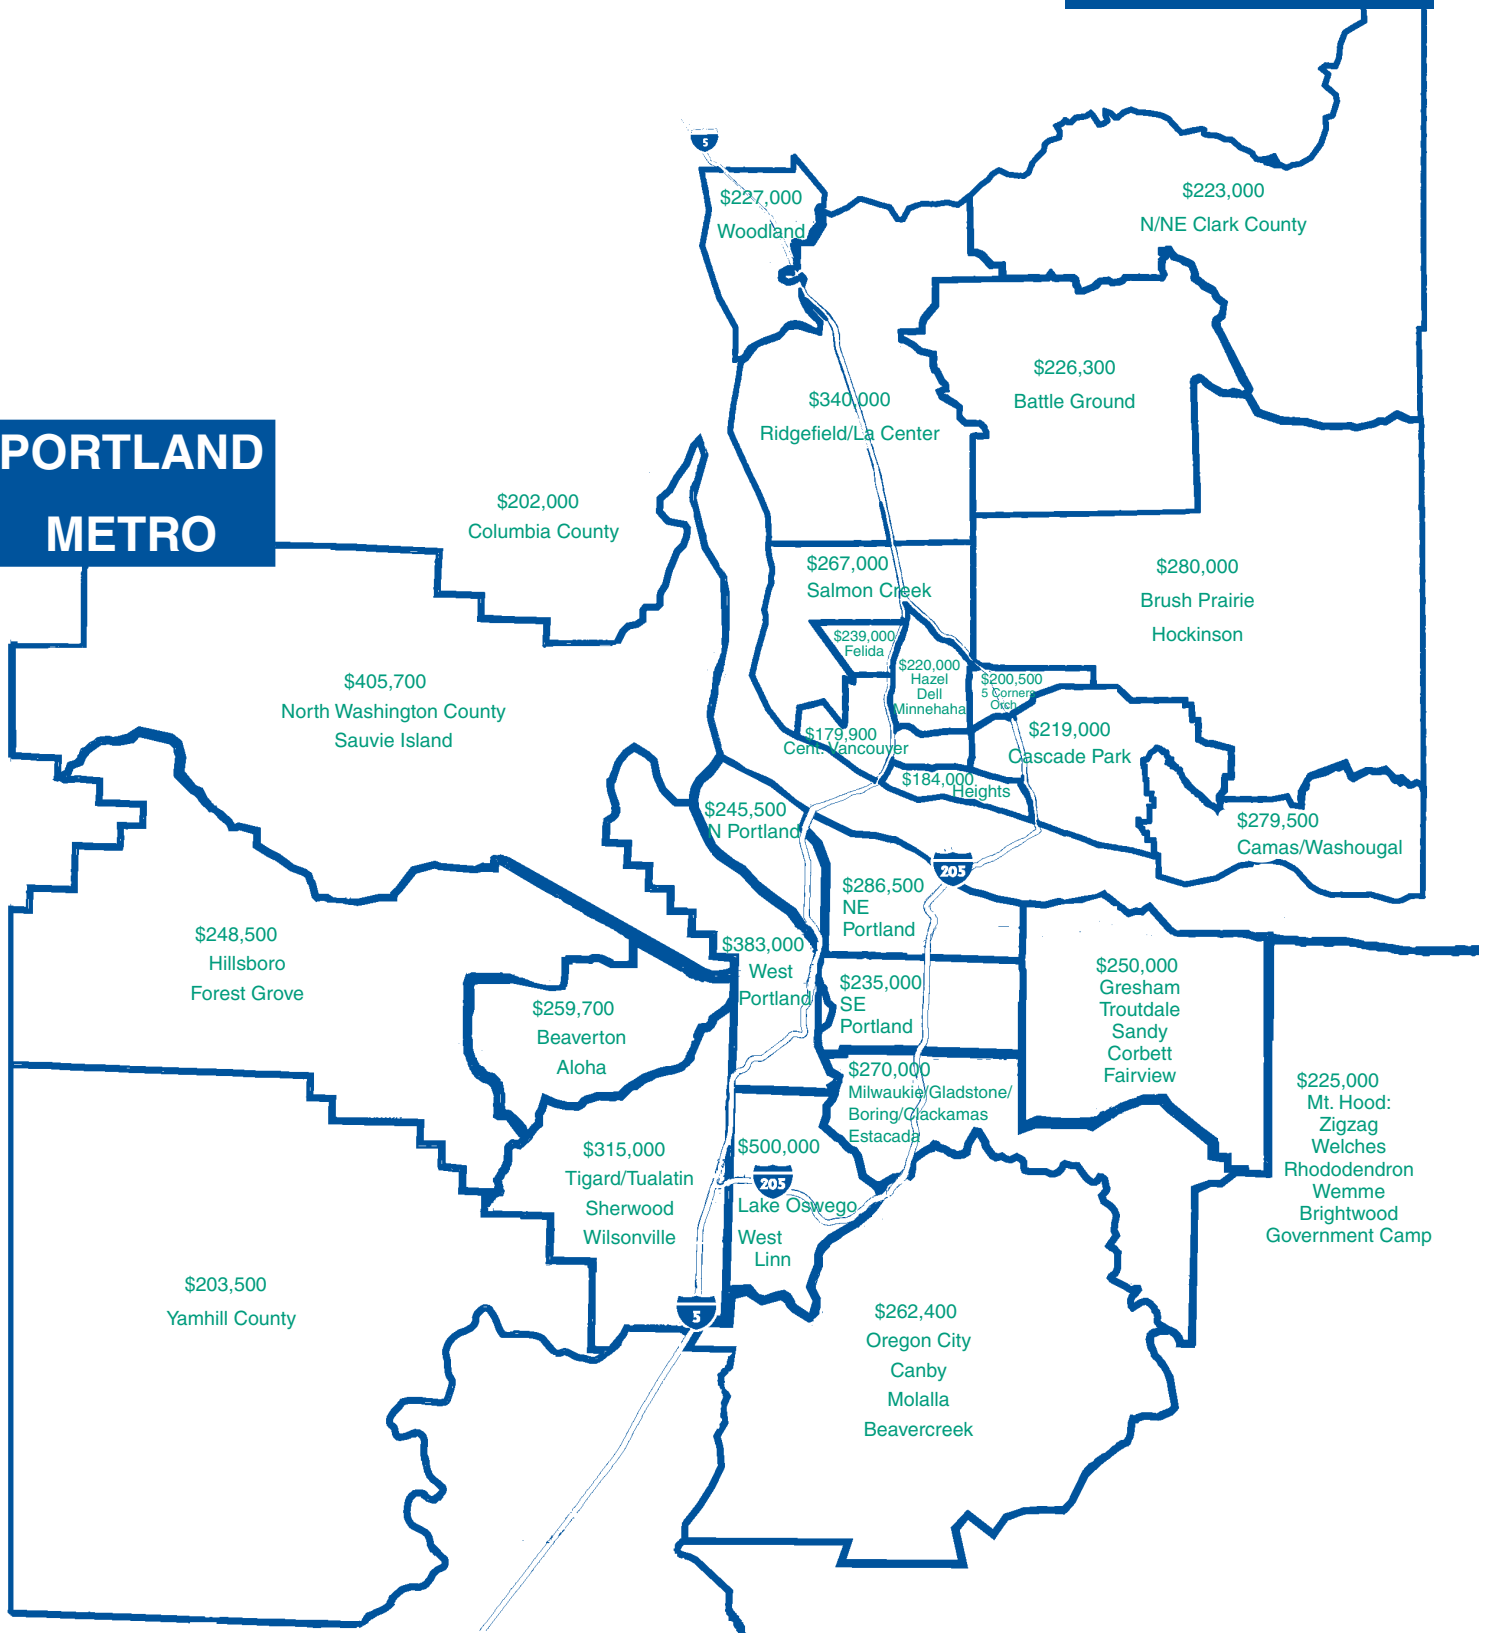 5
$227,000
Woodland
$223,000
N/NE Clark County
$226,300
Battle Ground
$340,000
Ridgefield/La Center
PORTLAND
METRO
$202,000
Columbia County
$267,000
Salmon Creek
$280,000
Brush Prairie
Hockinson
$239,000
Felida
$220,000
Hazel
Dell
Minnehaha
$200,500
5 Corners
Orch
$405,700
North Washington County
Sauvie Island
$179,900
Cent. Vancouver
$219,000
Cascade Park
$184,000
Heights
$245,500
N Portland
$279,500
Camas/Washougal
205
$286,500
NE
Portland
$248,500
Hillsboro
Forest Grove
$383,000
West
Portland
$259,700
Beaverton
Aloha
$235,000
SE
Portland
$250,000
Gresham
Troutdale
Sandy
Corbett
Fairview
$270,000
Milwaukie/Gladstone/
Boring/Clackamas
Estacada
$225,000
Mt. Hood:
Zigzag
Welches
Rhododendron
Wemme
Brightwood
Government Camp
$315,000
Tigard/Tualatin
Sherwood
Wilsonville
$500,000
205
Lake Oswego
West
Linn
$203,500
Yamhill County
5
$262,400
Oregon City
Canby
Molalla
Beavercreek